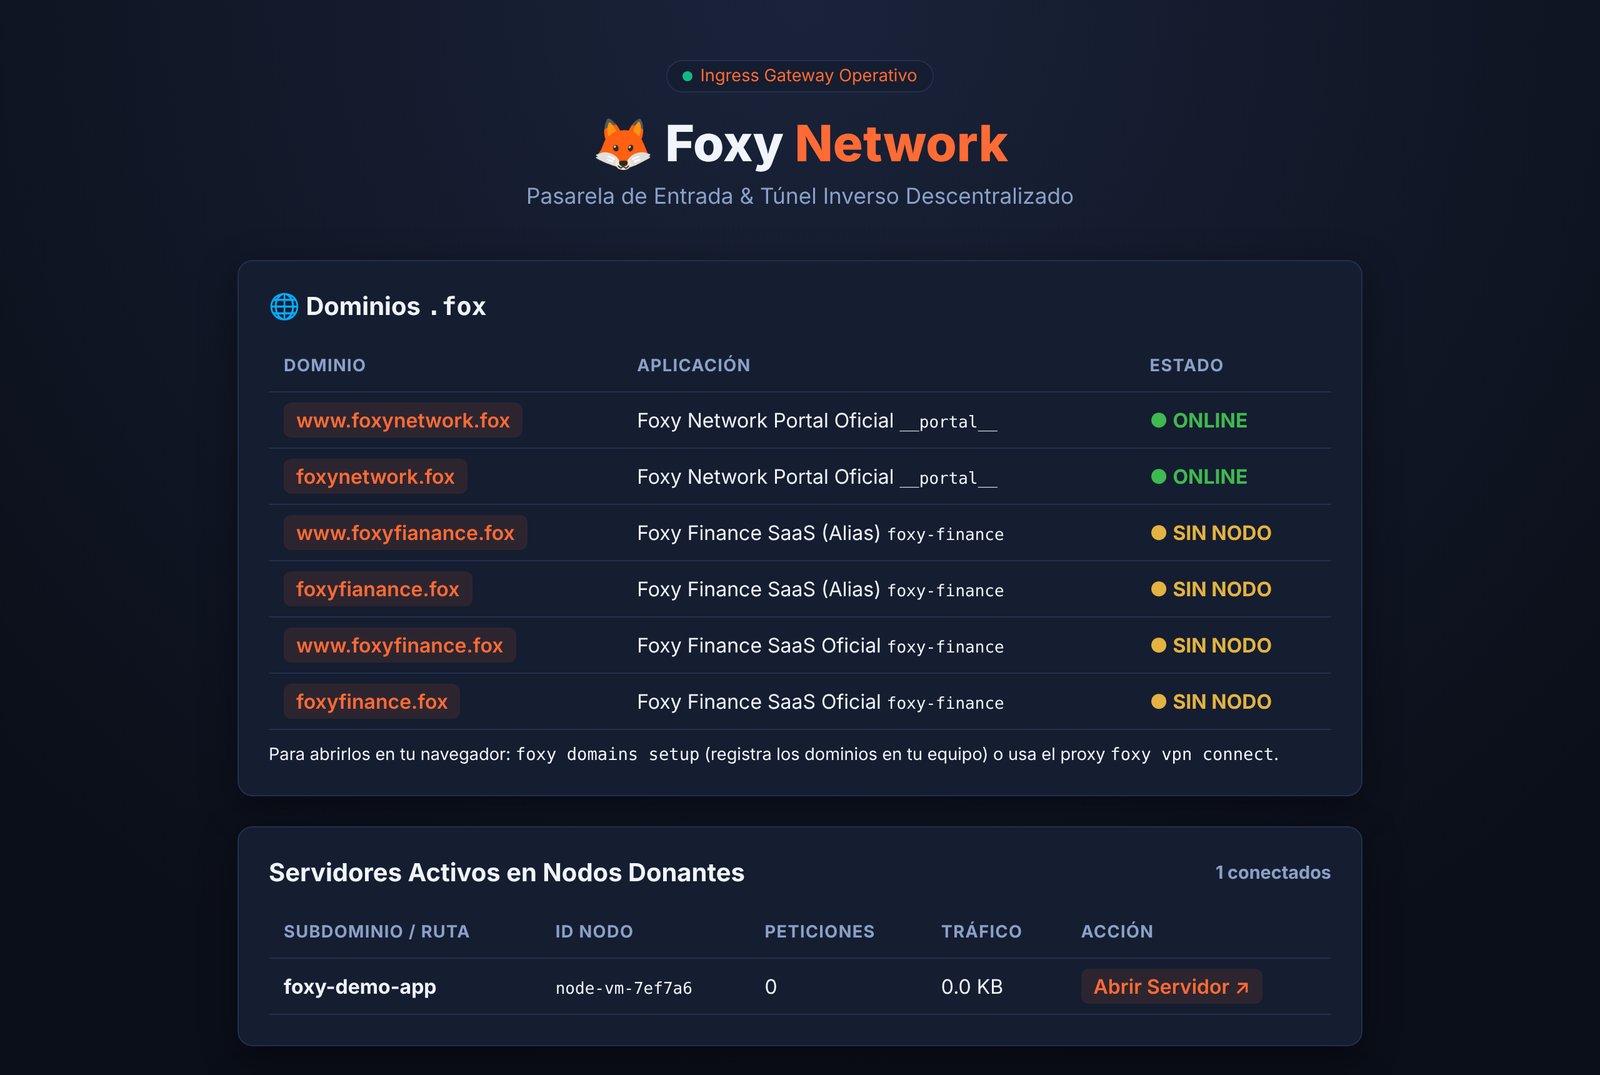 Ingress Gateway Operativo
Foxy Network
Pasarela de Entrada & Túnel Inverso Descentralizado
Dominios .fox
DOMINIO APLICACIÓN ESTADO
www.foxynetwork.fox Foxy Network Portal Oficial __portal__ ONLINE
foxynetwork.fox Foxy Network Portal Oficial __portal__ ONLINE
www.foxyfianance.fox Foxy Finance SaaS (Alias) foxy-finance SIN NODO
foxyfianance.fox Foxy Finance SaaS (Alias) foxy-finance SIN NODO
www.foxyfinance.fox Foxy Finance SaaS Oficial foxy-finance SIN NODO
foxyfinance.fox Foxy Finance SaaS Oficial foxy-finance SIN NODO
Para abrirlos en tu navegador: foxy domains setup (registra los dominios en tu equipo) o usa el proxy foxy vpn connect.
Servidores Activos en Nodos Donantes 1 conectados
SUBDOMINIO / RUTA ID NODO PETICIONES TRÁFICO ACCIÓN
foxy-demo-app node-vm-7ef7a6 0 0.0 KB Abrir Servidor ↗